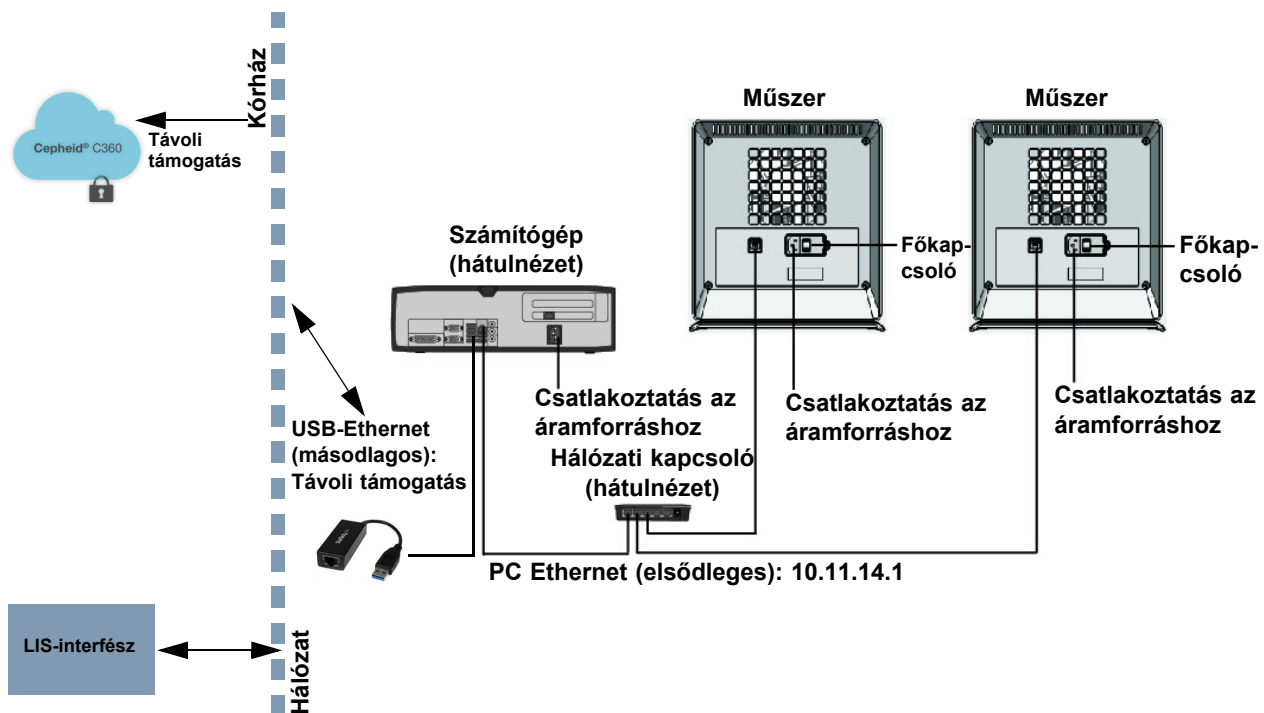 Kórház
Cepheid® C360
Távoli
támogatás
Műszer
Műszer
Számítógép
(hátulnézet)
Főkap-
csoló
Főkap-
csoló
Csatlakoztatás az
áramforráshoz
Csatlakoztatás az
áramforráshoz
Csatlakoztatás az
áramforráshoz
USB-Ethernet
(másodlagos):
Távoli támogatás
Hálózati kapcsoló
(hátulnézet)
PC Ethernet (elsődleges): 10.11.14.1
LIS-interfész
Hálózat